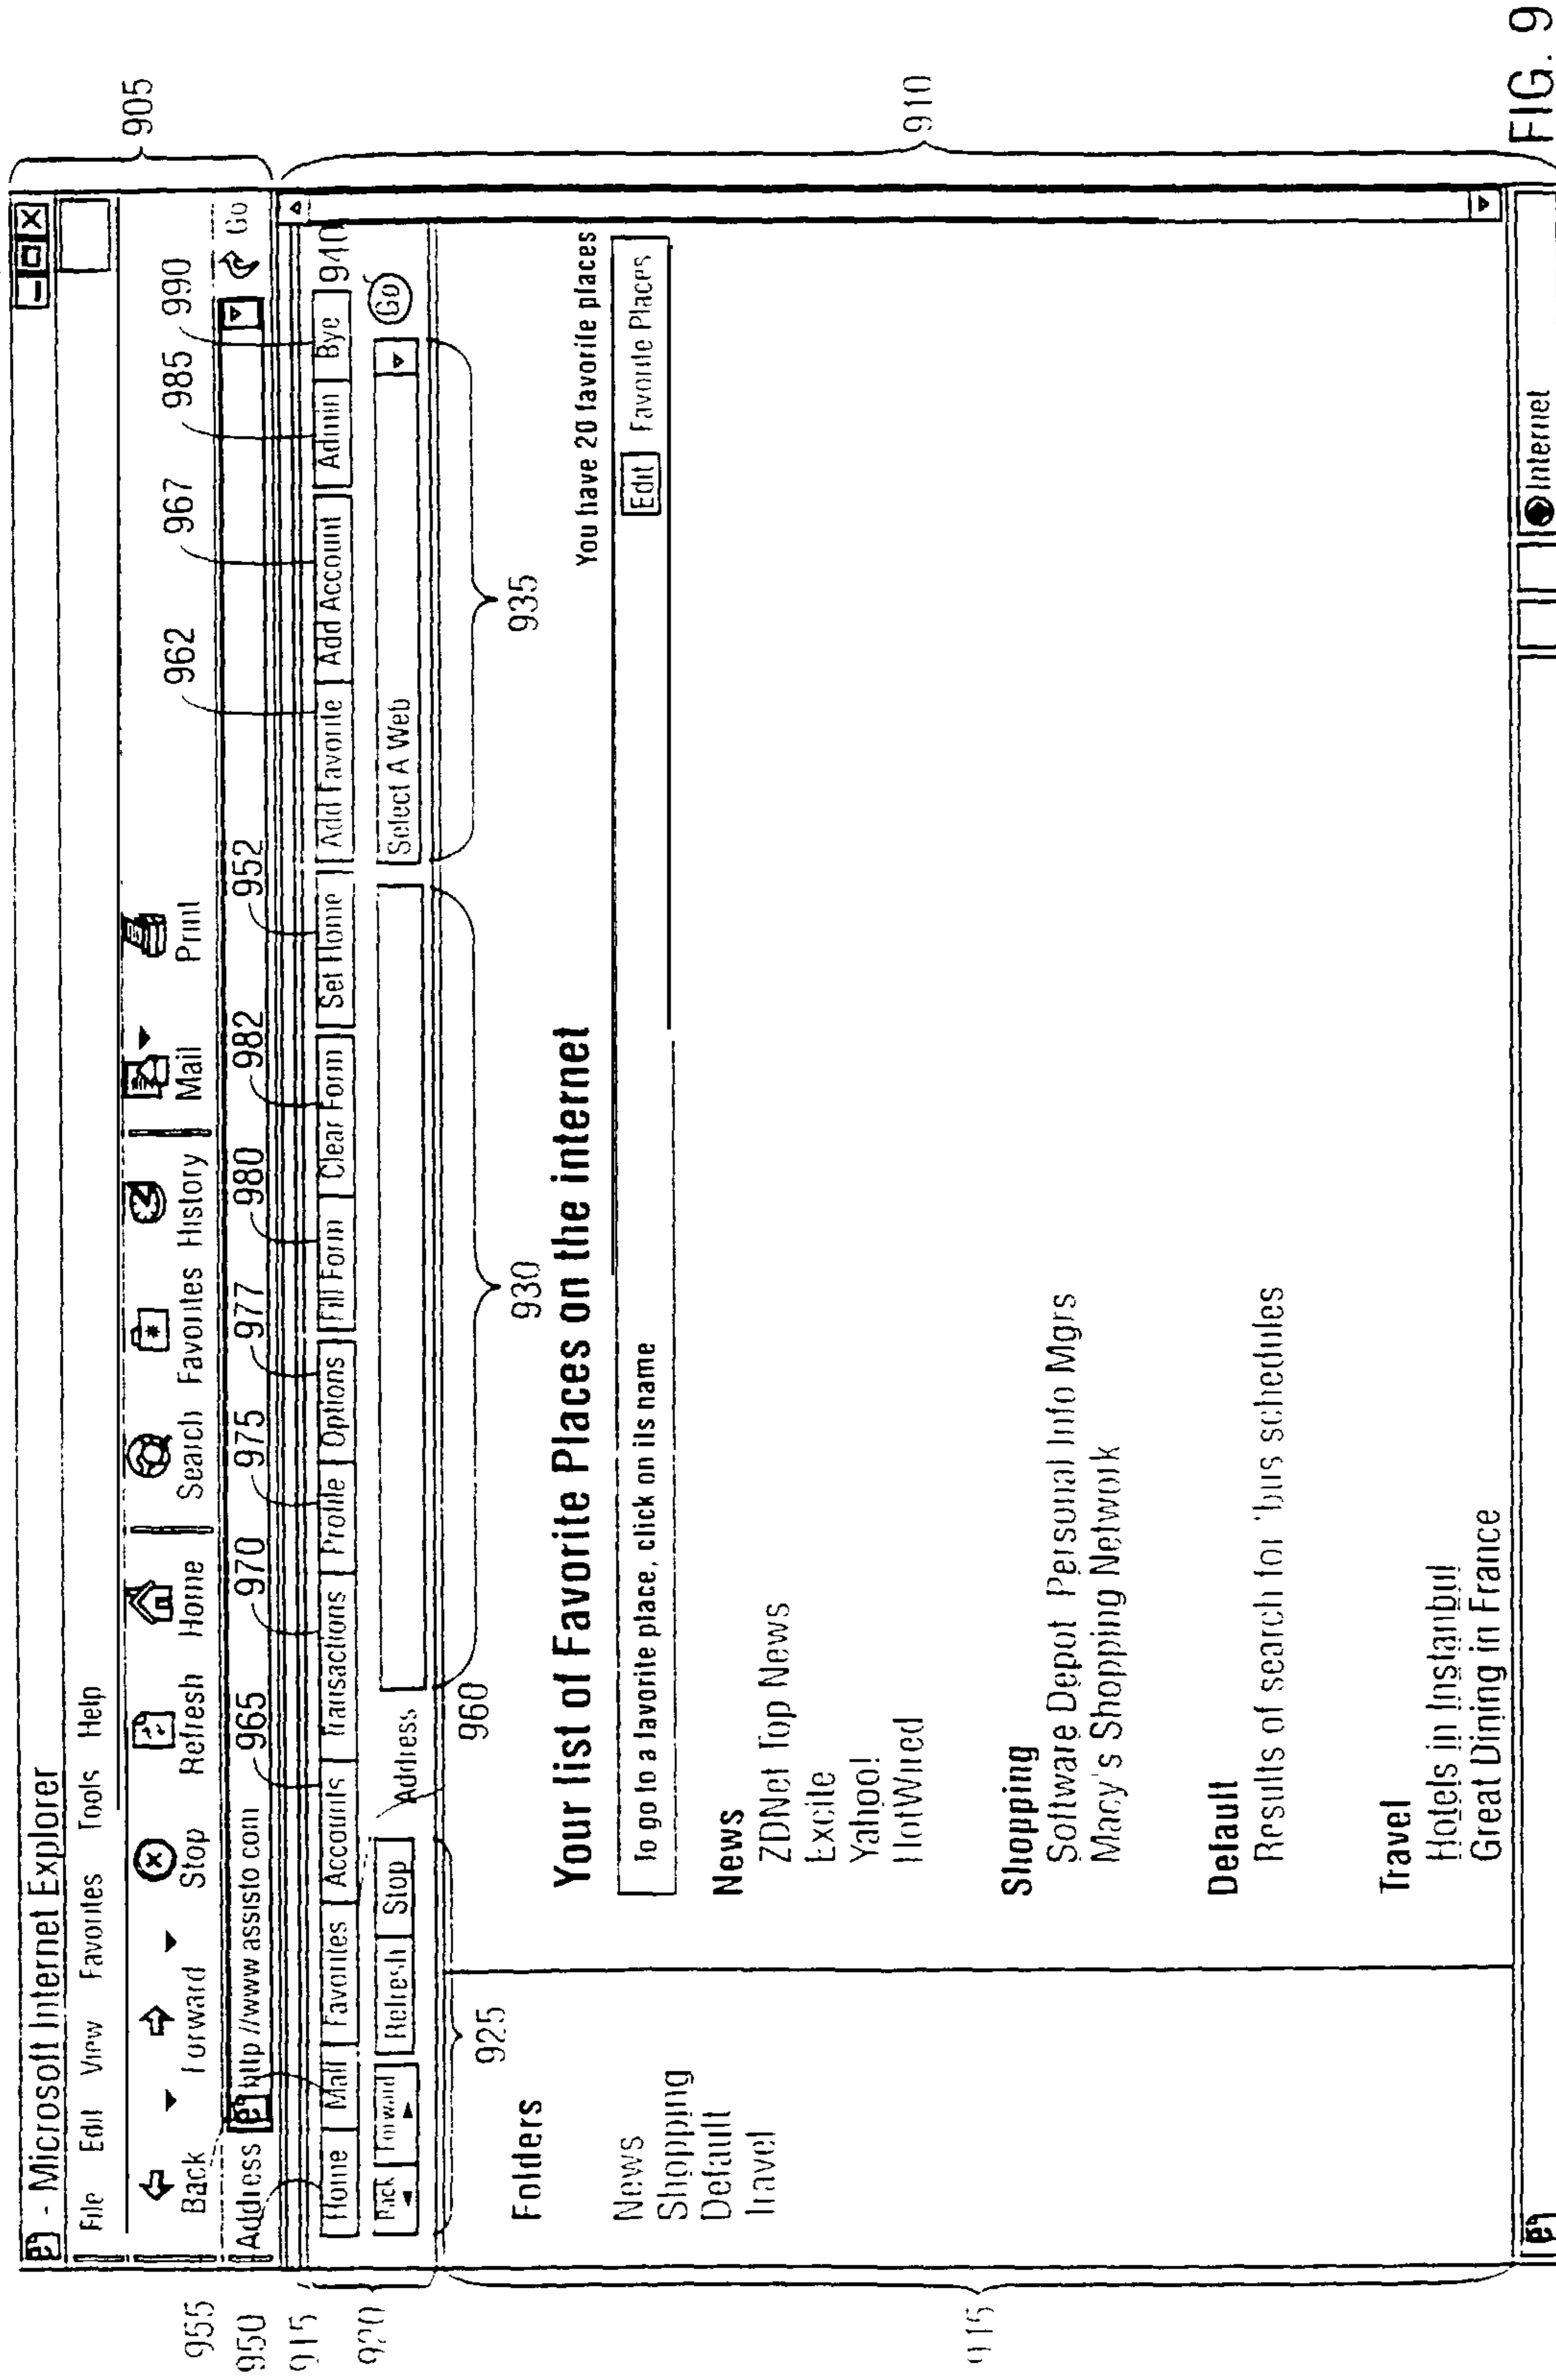 - Microsoft Internet Explorer
File Edit View Favorites Tools Help
Back Forward Stop Refresh Home Search Favorites History Mail Print
Address http://www assisto com Go
905
955
950
915
920
965
970
975
977
980
982
952
962
967
985
990
Home Mail Favorites Accounts Transactions Profile Options Fill Form Clear Form Set Home Add Favorite Add Account Admin Bye
940
Back Forward Refresh Stop Address Select A Web Go
925
960
930
935
910
Folders
News
Shopping
Default
Travel
Your list of Favorite Places on the internet
You have 20 favorite places
To go to a favorite place, click on its name
Edit Favorite Places
News
ZDNet Top News
Excite
Yahoo!
HotWired
Shopping
Software Depot Personal Info Mgrs
Macy's Shopping Network
Default
Results of search for 'bus schedules
Travel
Hotels in Instanbul
Great Dining in France
Internet
FIG. 9